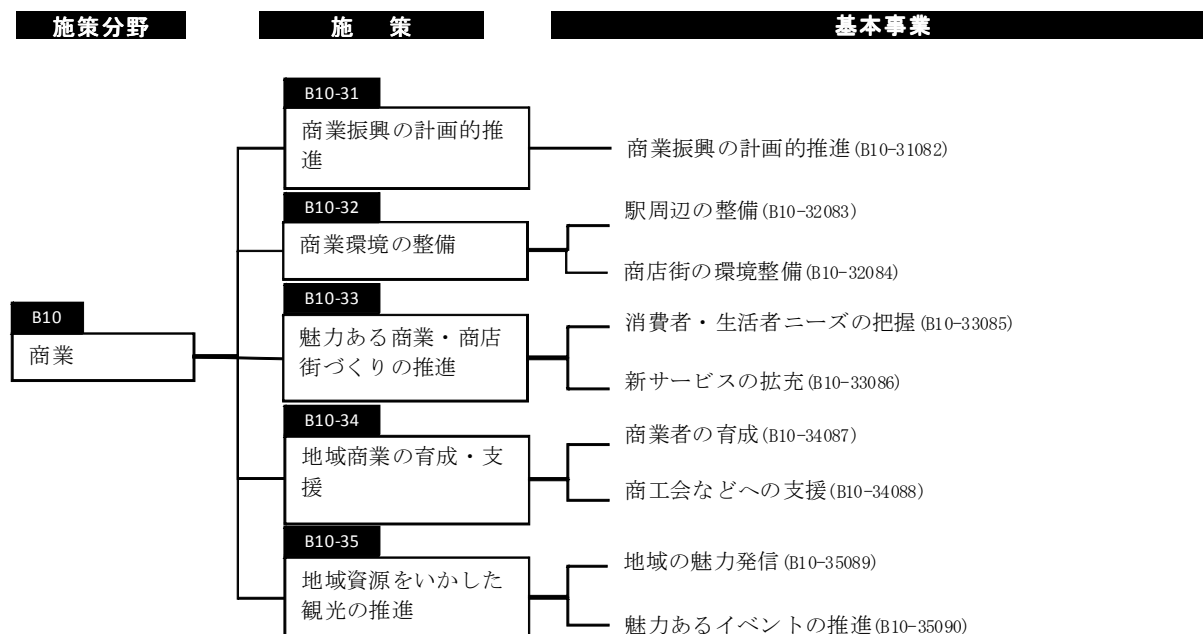 施策分野
施 策
基本事業
B10
商業
B10-31
商業振興の計画的推
進
商業振興の計画的推進(B10-31082)
B10-32
商業環境の整備
駅周辺の整備(B10-32083)
商店街の環境整備(B10-32084)
B10-33
魅力ある商業・商店
街づくりの推進
消費者・生活者ニーズの把握(B10-33085)
新サービスの拡充(B10-33086)
B10-34
地域商業の育成・支
援
商業者の育成(B10-34087)
商工会などへの支援(B10-34088)
B10-35
地域資源をいかした
観光の推進
地域の魅力発信(B10-35089)
魅力あるイベントの推進(B10-35090)